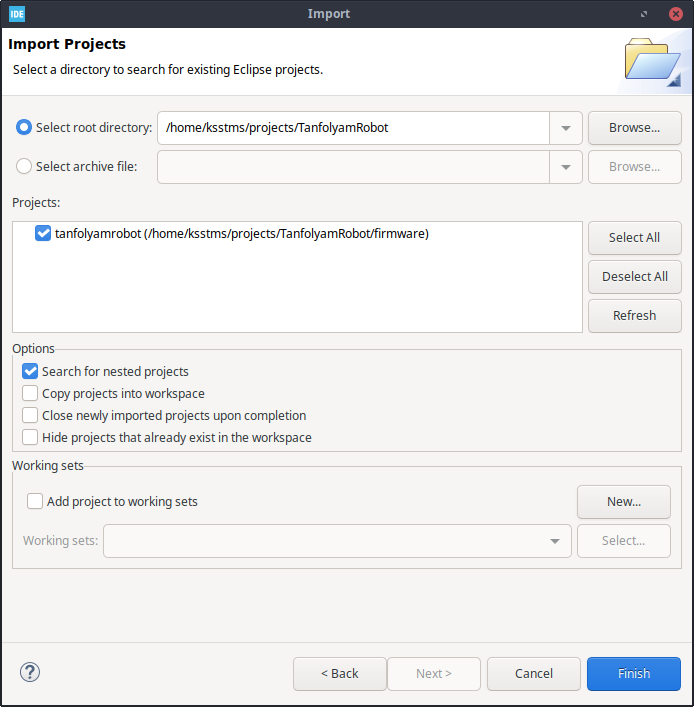 IDE
Import
Import Projects
Select a directory to search for existing Eclipse projects.
Select root directory: /home/ksstms/projects/TanfolyamRobot Browse...
Select archive file: Browse...
Projects:
tanfolyamrobot (/home/ksstms/projects/TanfolyamRobot/firmware)
Select All
Deselect All
Refresh
Options
Search for nested projects
Copy projects into workspace
Close newly imported projects upon completion
Hide projects that already exist in the workspace
Working sets
Add project to working sets New...
Working sets: Select...
? < Back Next > Cancel Finish